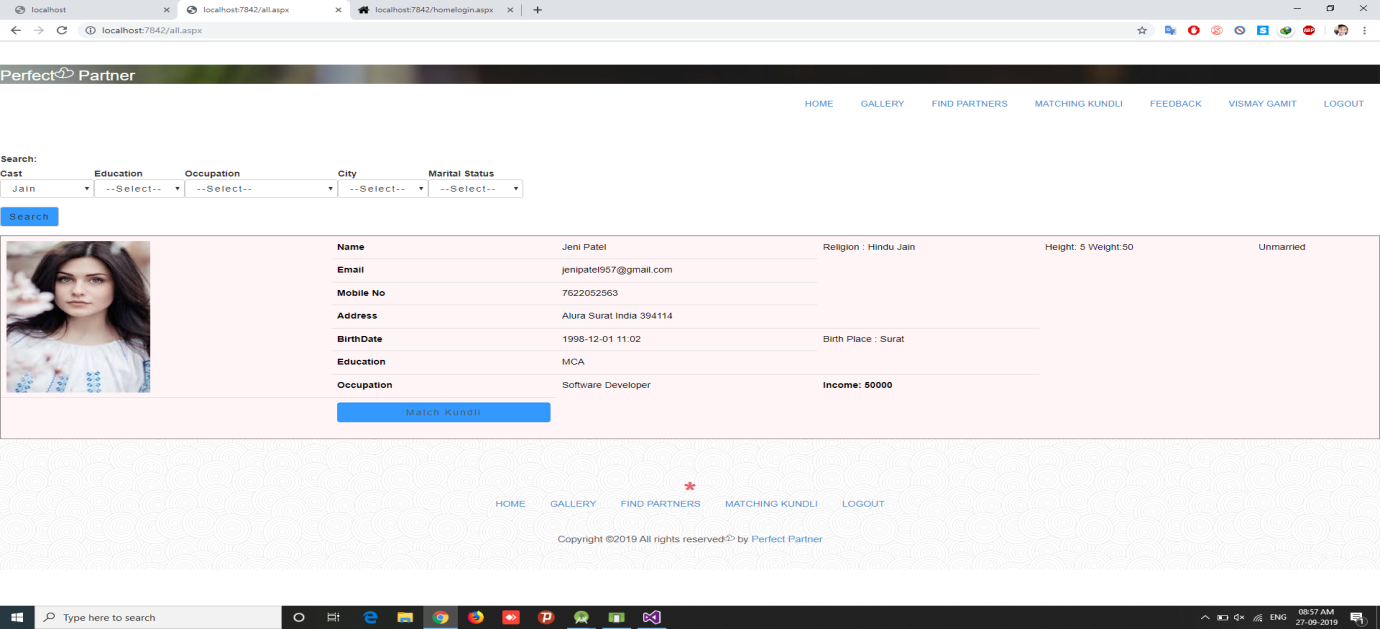 localhost
localhost:7842/all.aspx
localhost:7842/homelogin.aspx
localhost:7842/all.aspx
Perfect Partner
HOME GALLERY FIND PARTNERS MATCHING KUNDLI FEEDBACK VISMAY GAMIT LOGOUT
Search:
Cast Education Occupation City Marital Status
Jain --Select-- --Select-- --Select-- --Select--
Search
Name Jeni Patel Religion : Hindu Jain Height: 5 Weight:50 Unmarried
Email jenipatel957@gmail.com
Mobile No 7622052563
Address Alura Surat India 394114
BirthDate 1998-12-01 11:02 Birth Place : Surat
Education MCA
Occupation Software Developer Income: 50000
Match Kundli
*
HOME GALLERY FIND PARTNERS MATCHING KUNDLI LOGOUT
Copyright ©2019 All rights reserved by Perfect Partner
Type here to search
ENG
08:57 AM
27-09-2019